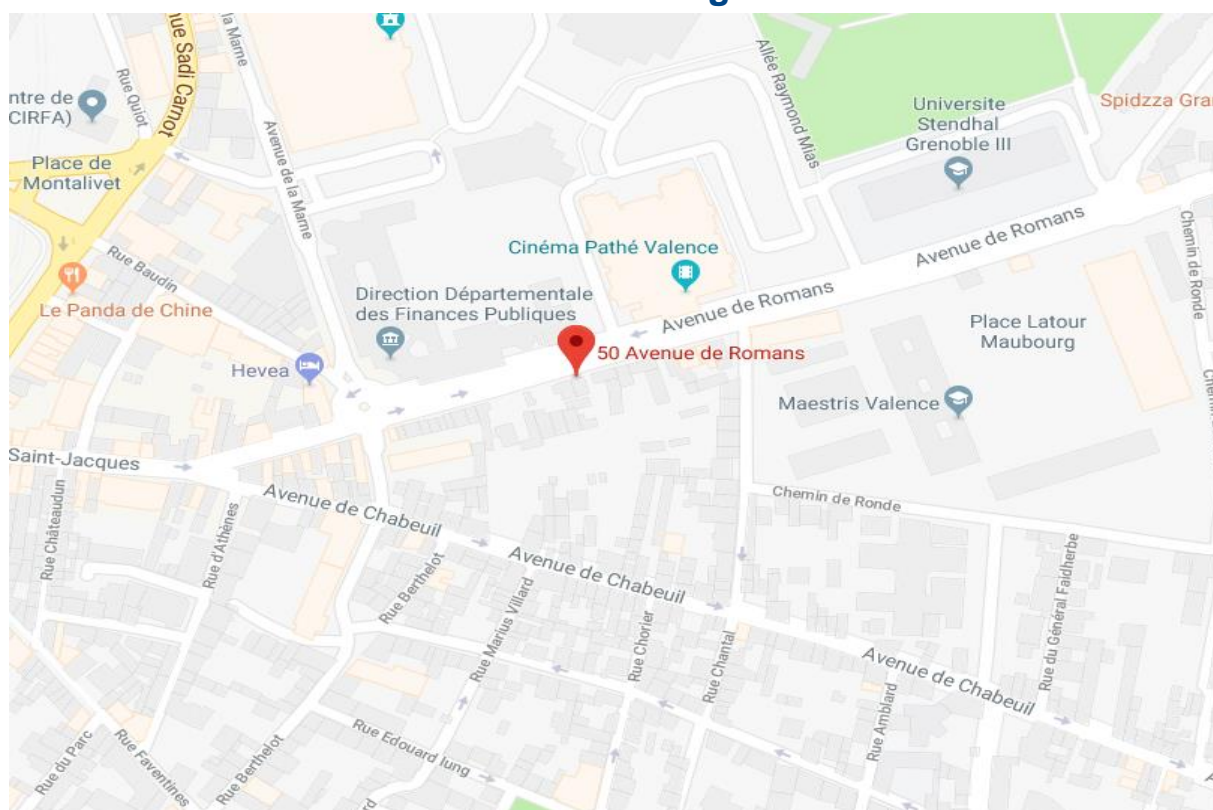 nue Sadi Carnot
Rue Quiot
Avenue de la Marne
ntre de
CIRFA)
Place de
Montalivet
Rue Baudin
Le Panda de Chine
Hevea
Direction Départementale
des Finances Publiques
Cinéma Pathé Valence
Allée Raymond Mias
Universite
Stendhal
Grenoble III
Spidzza Gra
Avenue de Romans
Avenue de Romans
50 Avenue de Romans
Place Latour
Maubourg
Maestris Valence
Chemin de Ronde
Chemin de Ronde
Saint-Jacques
Avenue de Chabeuil
Avenue de Chabeuil
Avenue de Chabeuil
Rue Châteaudun
Rue d'Athènes
Rue Berthelot
Rue Marius Villard
Rue Chorier
Rue Chantal
Rue Amblard
Rue du Général Faidherbe
Rue du Parc
Rue Faventines
Rue Berthelot
Rue Edouard Iung